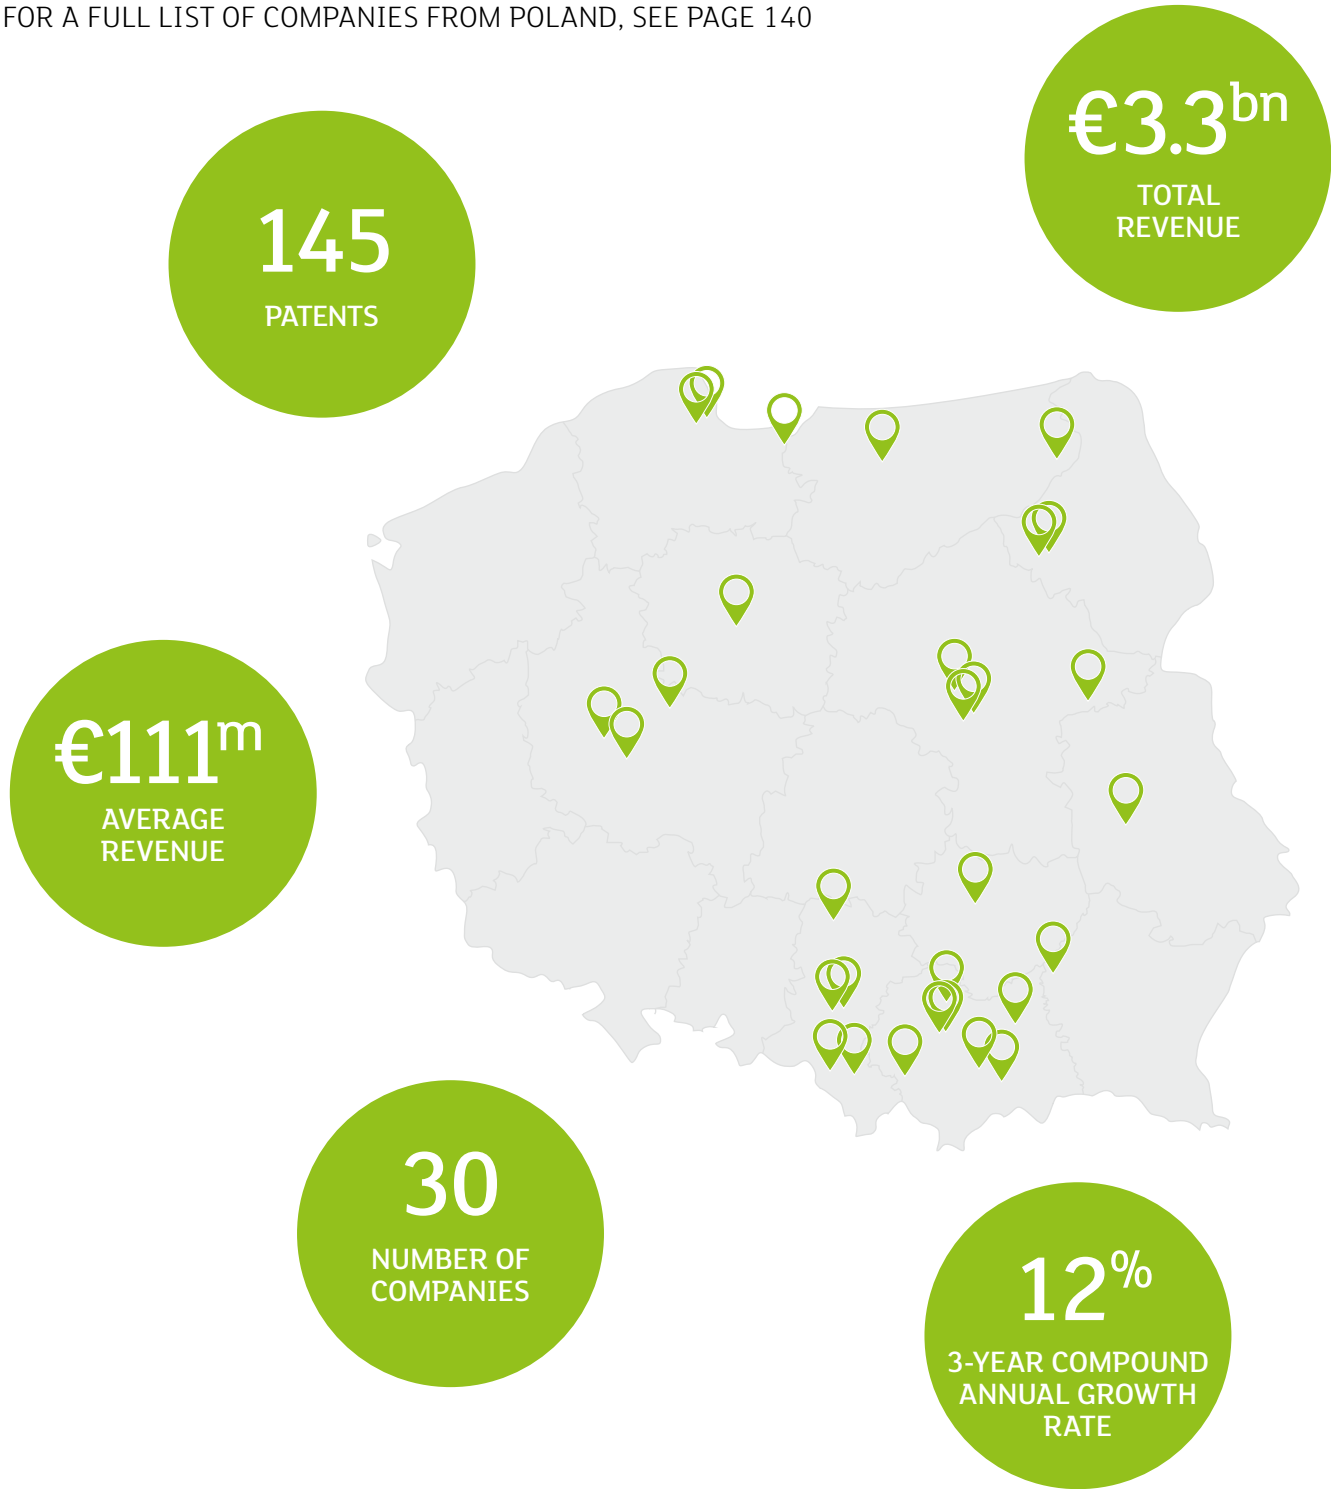 FOR A FULL LIST OF COMPANIES FROM POLAND, SEE PAGE 140
€3.3bn
TOTAL
REVENUE
145
PATENTS
€111m
AVERAGE
REVENUE
30
NUMBER OF
COMPANIES
12%
3-YEAR COMPOUND
ANNUAL GROWTH
RATE